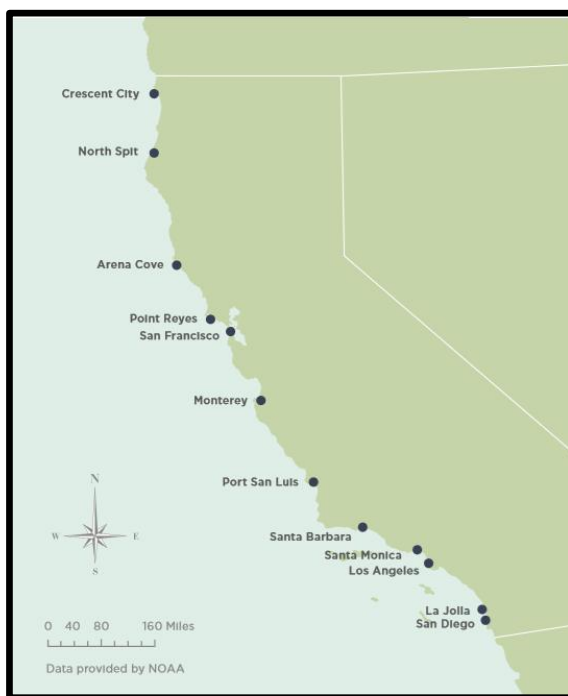 Crescent City
North Spit
Arena Cove
Point Reyes
San Francisco
Monterey
Port San Luis
Santa Barbara
Santa Monica
Los Angeles
La Jolla
San Diego
N
W E
S
0 40 80 160 Miles
Data provided by NOAA